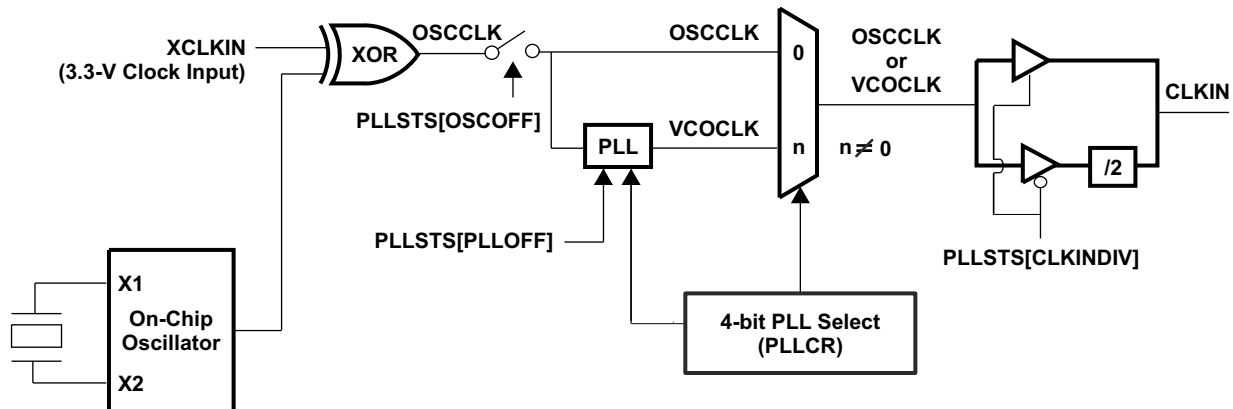 XCLKIN
(3.3-V Clock Input)
XOR
OSCCLK
PLLSTS[OSCOFF]
OSCCLK
0
PLL
VCOCLK
n
n ≠ 0
OSCCLK
or
VCOCLK
CLKIN
/2
PLLSTS[PLLOFF]
PLLSTS[CLKINDIV]
X1
On-Chip
Oscillator
X2
4-bit PLL Select
(PLLCR)